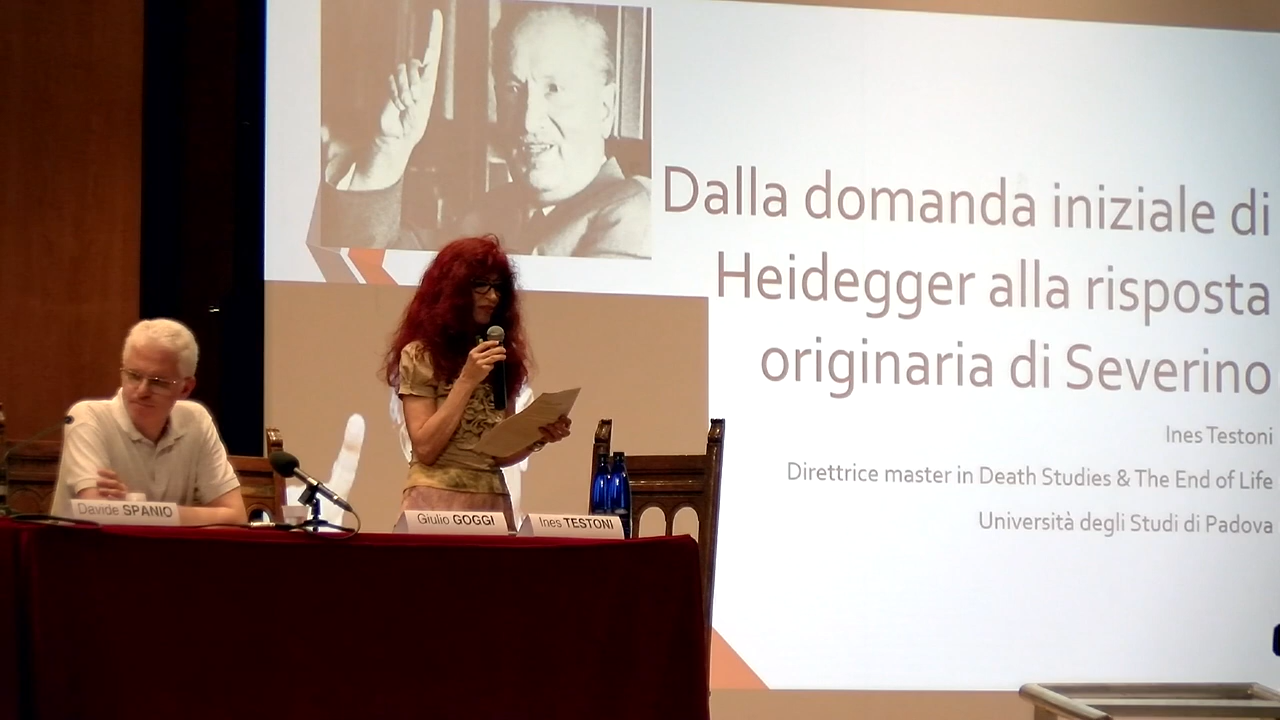 Dalla domanda iniziale di
Heidegger alla risposta
originaria di Severino
Ines Testoni
Direttrice master in Death Studies & The End of Life
Università degli Studi di Padova
Davide SPANIO
Giulio GOGGI
Ines TESTONI